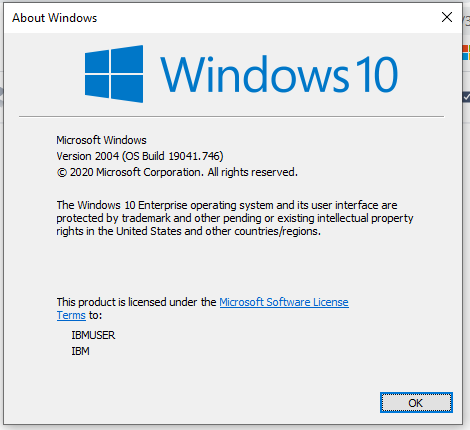 About Windows
Windows 10
Microsoft Windows
Version 2004 (OS Build 19041.746)
© 2020 Microsoft Corporation. All rights reserved.
The Windows 10 Enterprise operating system and its user interface are
protected by trademark and other pending or existing intellectual property
rights in the United States and other countries/regions.
This product is licensed under the Microsoft Software License
Terms to:
IBMUSER
IBM
OK